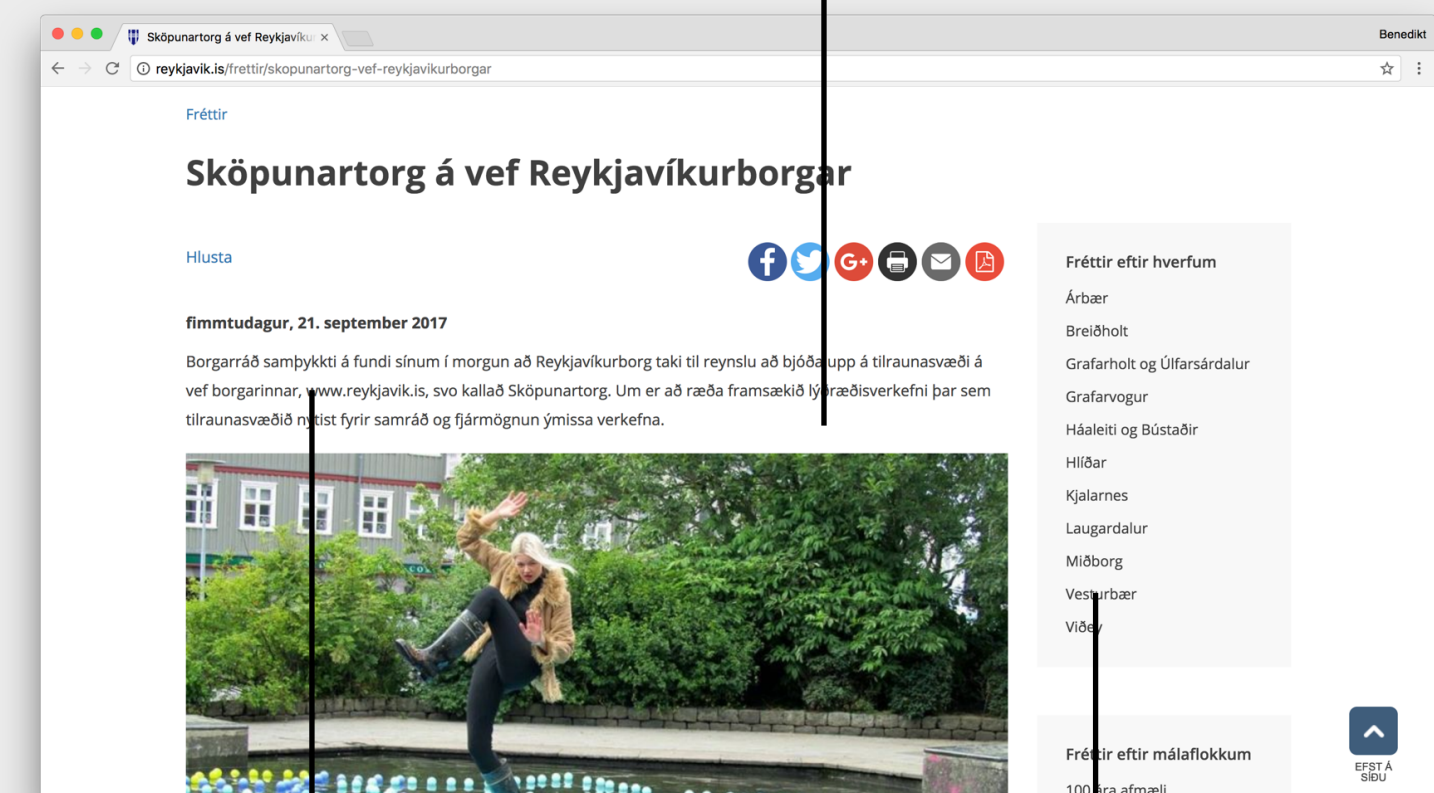 Sköpunartorg á vef Reykjavíku
Benedikt
reykjavik.is/frettir/skopunartorg-vef-reykjavikurborgar
Fréttir
Sköpunartorg á vef Reykjavíkurborgar
Hlusta
fimmtudagur, 21. september 2017
Borgarráð samþykkti á fundi sínum í morgun að Reykjavíkurborg taki til reynslu að bjóða upp á tilraunasvæði á
vef borgarinnar, www.reykjavik.is, svo kallað Sköpunartorg. Um er að ræða framsækið lýðræðisverkefni þar sem
tilraunasvæðið nýtist fyrir samráð og fjármögnun ýmissa verkefna.
Fréttir eftir hverfum
Árbær
Breiðholt
Grafarholt og Úlfarsárdalur
Grafarvogur
Háaleiti og Bústaðir
Hlíðar
Kjalarnes
Laugardalur
Miðborg
Vesturbær
Viðey
Fréttir eftir málaflokkum
100 ára afmæli
EFST Á
SÍÐU